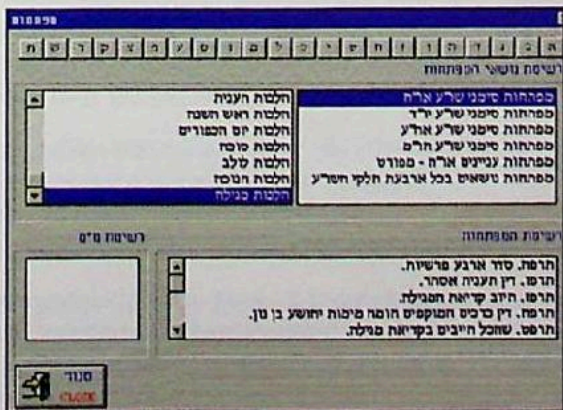 מפתחות
א ב ג ד ה ו ז ח ט י כ ל מ נ ס ע פ צ ק ר ש ת
רשימת נושאי המפתחות
מפתחות סימני שו"ע או"ח
מפתחות סימני שו"ע יו"ד
מפתחות סימני שו"ע אה"ע
מפתחות סימני שו"ע חו"מ
מפתחות עניינים או"ח - מפורט
מפתחות נושאים בכל ארבעת חלקי השו"ע
הלכות תענית
הלכות ראש השנה
הלכות יום הכפורים
הלכות סוכה
הלכות לולב
הלכות חנוכה
הלכות מגילה
רשימת המפתחות
תרפה. סדר ארבע פרשיות.
תרפו. דין תענית אסתר.
תרפז. חיוב קריאת המגילה.
תרפח. דין כרכים המוקפים חומה מימות יהושע בן נון.
תרפט. שהכל חייבים בקריאת מגילה.
רשימת מ"מ
סגור
CLOSE